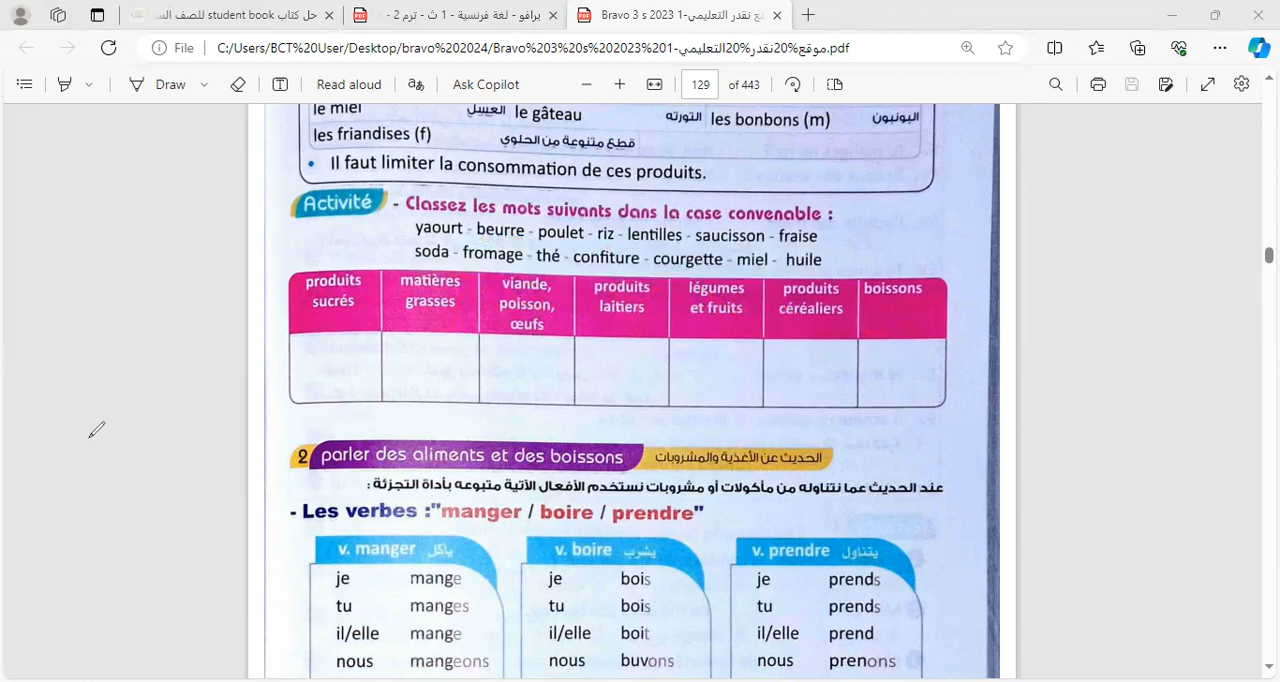 حل كتاب student book للصف الس
برافو - لغة فرنسية - 1 ث - ترم 2 -
Bravo 3 s 2023 1-موقع نقدر التعليمي
File
C:/Users/BCT%20User/Desktop/bravo%202024/Bravo%203%20s%202023%201-موقع%20نقدر%20التعليمي.pdf
Draw
Read aloud
Ask Copilot
129 of 443
le miel العسل le gâteau التورته les bonbons (m) البونبون
les friandises (f) قطع متنوعة من الحلوي
• Il faut limiter la consommation de ces produits.
Activité - Classez les mots suivants dans la case convenable :
yaourt - beurre - poulet - riz - lentilles - saucisson - fraise
soda - fromage - thé - confiture - courgette - miel - huile
produits sucrés
matières grasses
viande, poisson, œufs
produits laitiers
légumes et fruits
produits céréaliers
boissons
2 parler des aliments et des boissons الحديث عن الأغذية والمشروبات
عند الحديث عما نتناوله من مأكولات أو مشروبات نستخدم الأفعال الآتية متبوعه بأداة التجزئة :
- Les verbes :"manger / boire / prendre"
v. manger يأكل v. boire يشرب v. prendre يتناول
je mange je bois je prends
tu manges tu bois tu prends
il/elle mange il/elle boit il/elle prend
nous mangeons nous buvons nous prenons